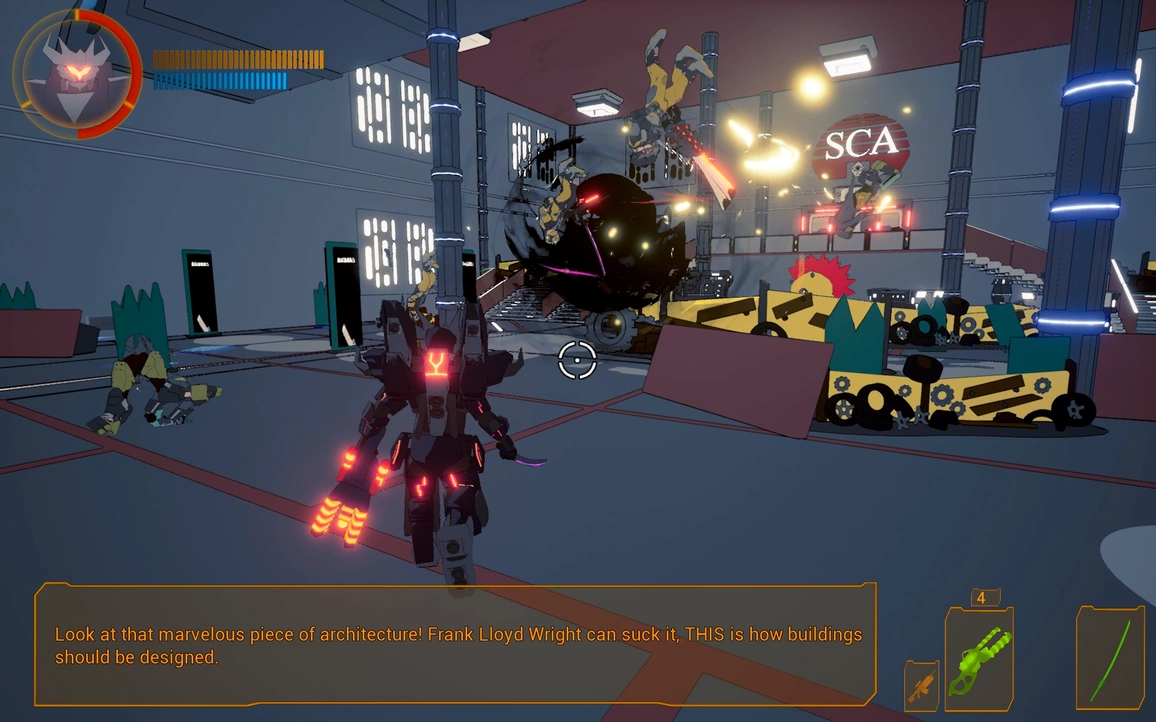 SCA
Look at that marvelous piece of architecture! Frank Lloyd Wright can suck it, THIS is how buildings
should be designed.
4